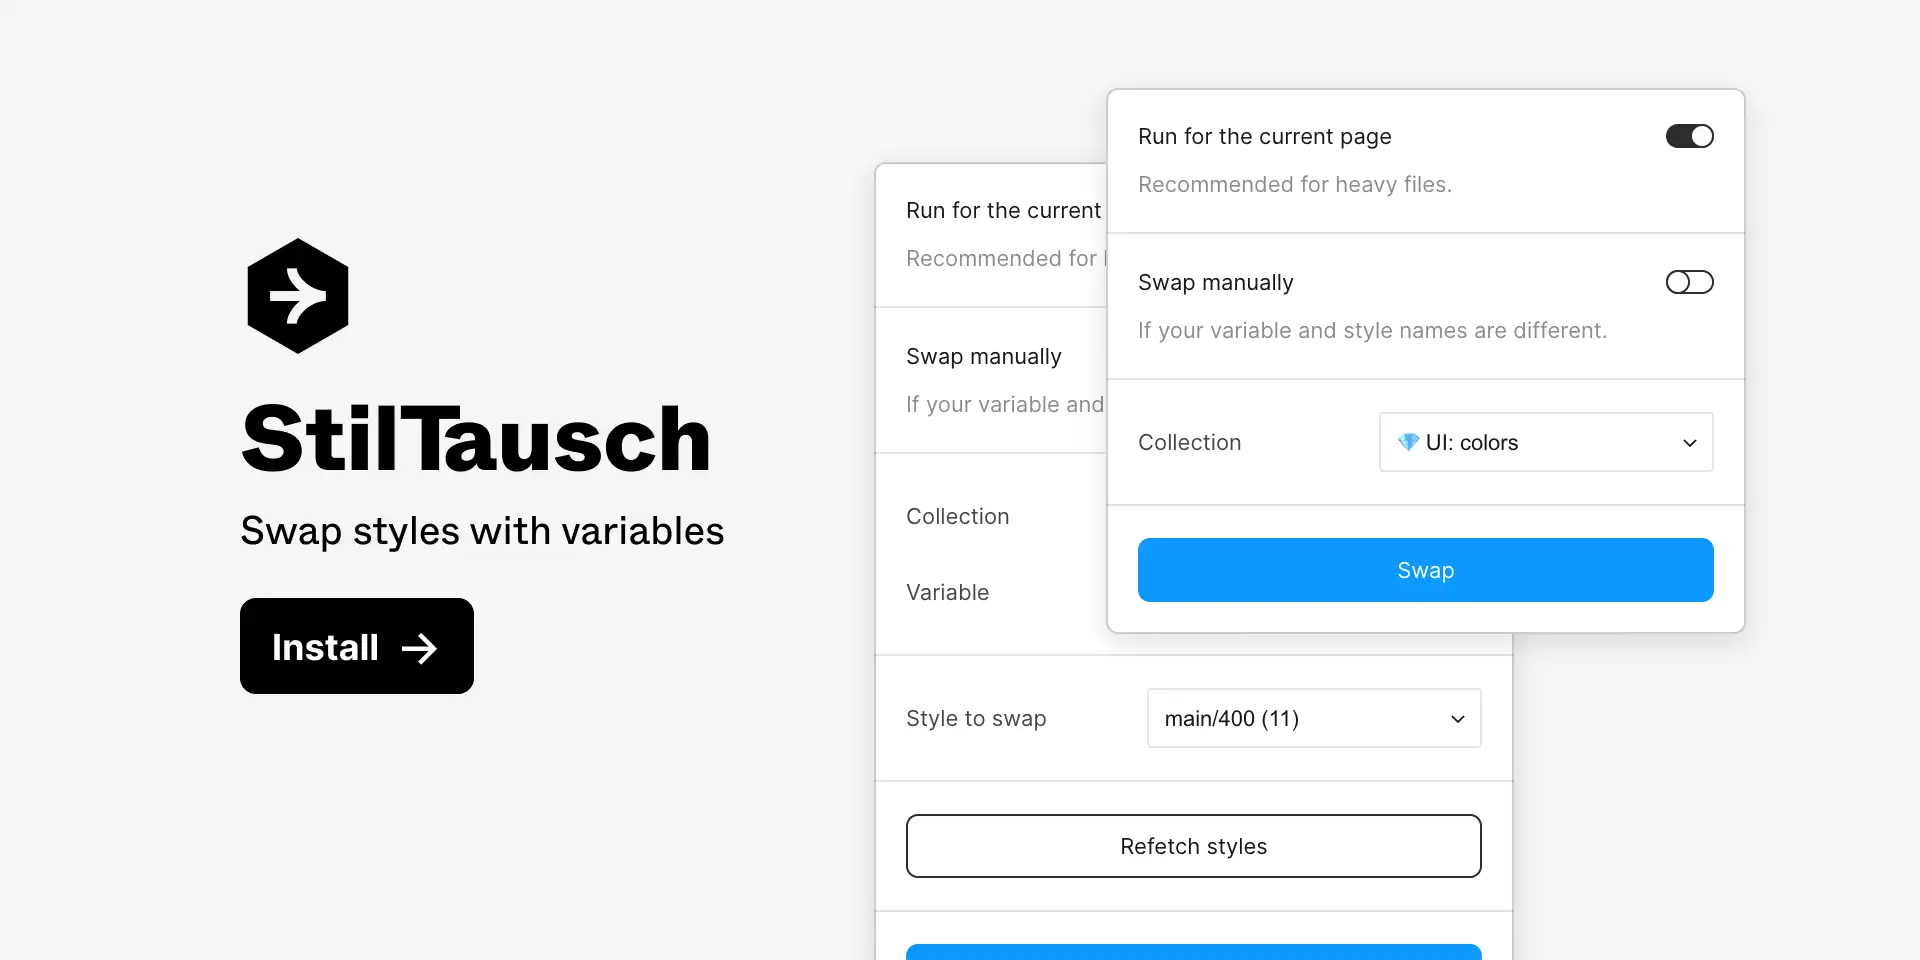 StilTausch
Swap styles with variables
Install
Run for the current
Recommended for
Swap manually
If your variable and
Collection
Variable
Style to swap
main/400 (11)
Refetch styles
Run for the current page
Recommended for heavy files.
Swap manually
If your variable and style names are different.
Collection
💎 UI: colors
Swap